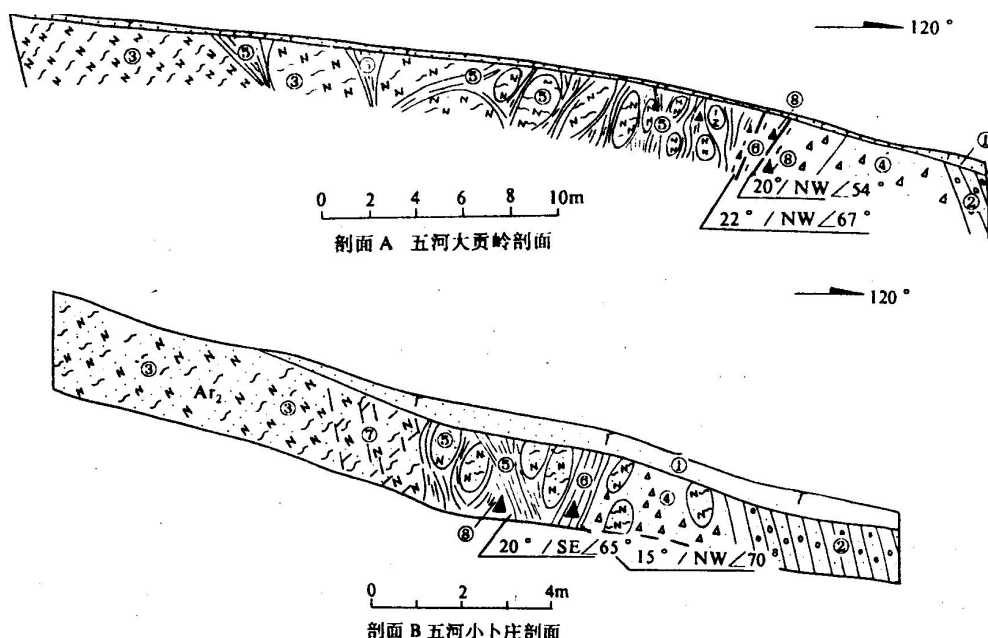 120°
③ ⑤ ⑤ ③ ⑤ ⑤ ⑤ ⑧ ⑥ ⑧ ④ ① ②
20°/NW∠54°
22°/NW∠67°
0 2 4 6 8 10m
剖面 A 五河大贡岭剖面
120°
③ Ar₂ ③ ⑦ ⑤ ⑤ ⑥ ④ ① ②
⑧
20°/SE∠65°
15°/NW∠70
0 2 4m
剖面 B 五河小卜庄剖面